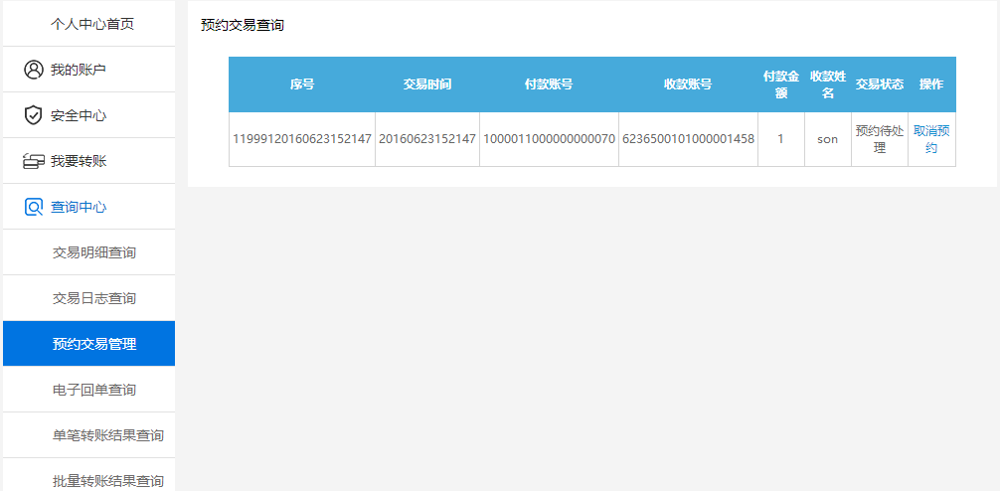 个人中心首页
我的账户
安全中心
我要转账
查询中心
交易明细查询
交易日志查询
预约交易管理
电子回单查询
单笔转账结果查询
批量转账结果查询
预约交易查询
序号 交易时间 付款账号 收款账号 付款金额 收款姓名 交易状态 操作
11999120160623152147 20160623152147 1000011000000000070 6236500101000001458 1 son 预约待处理 取消预约